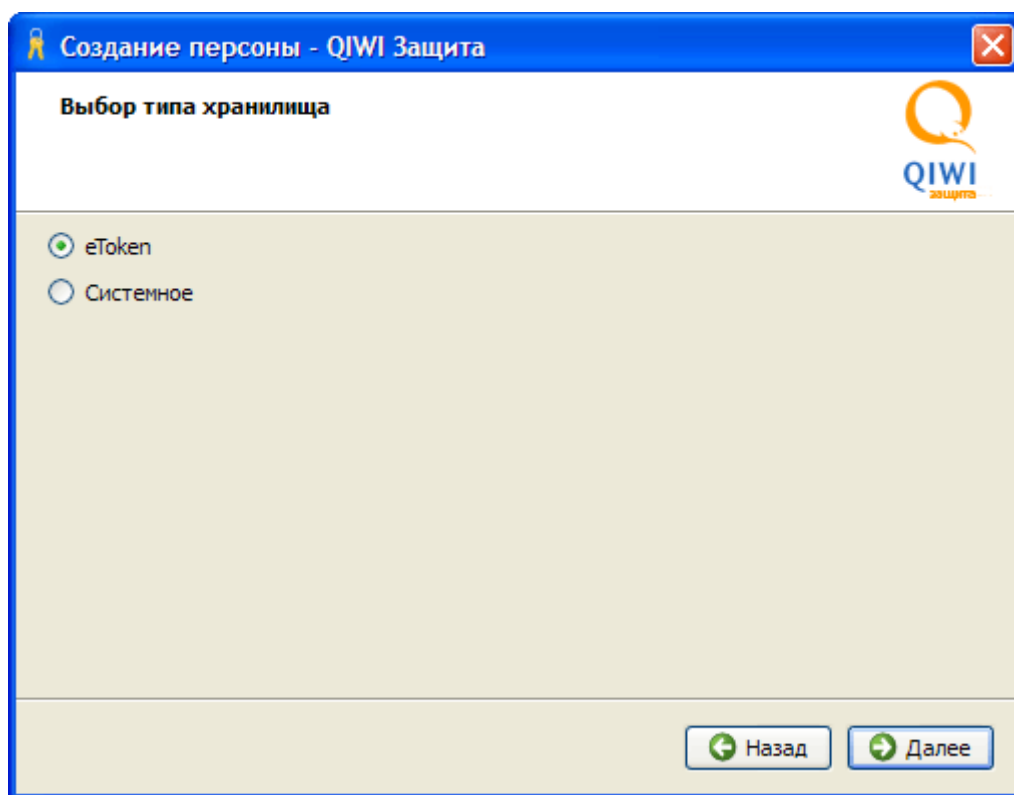 Создание персоны - QIWI Защита
Выбор типа хранилища
QIWI
защита
eToken
Системное
Назад
Далее